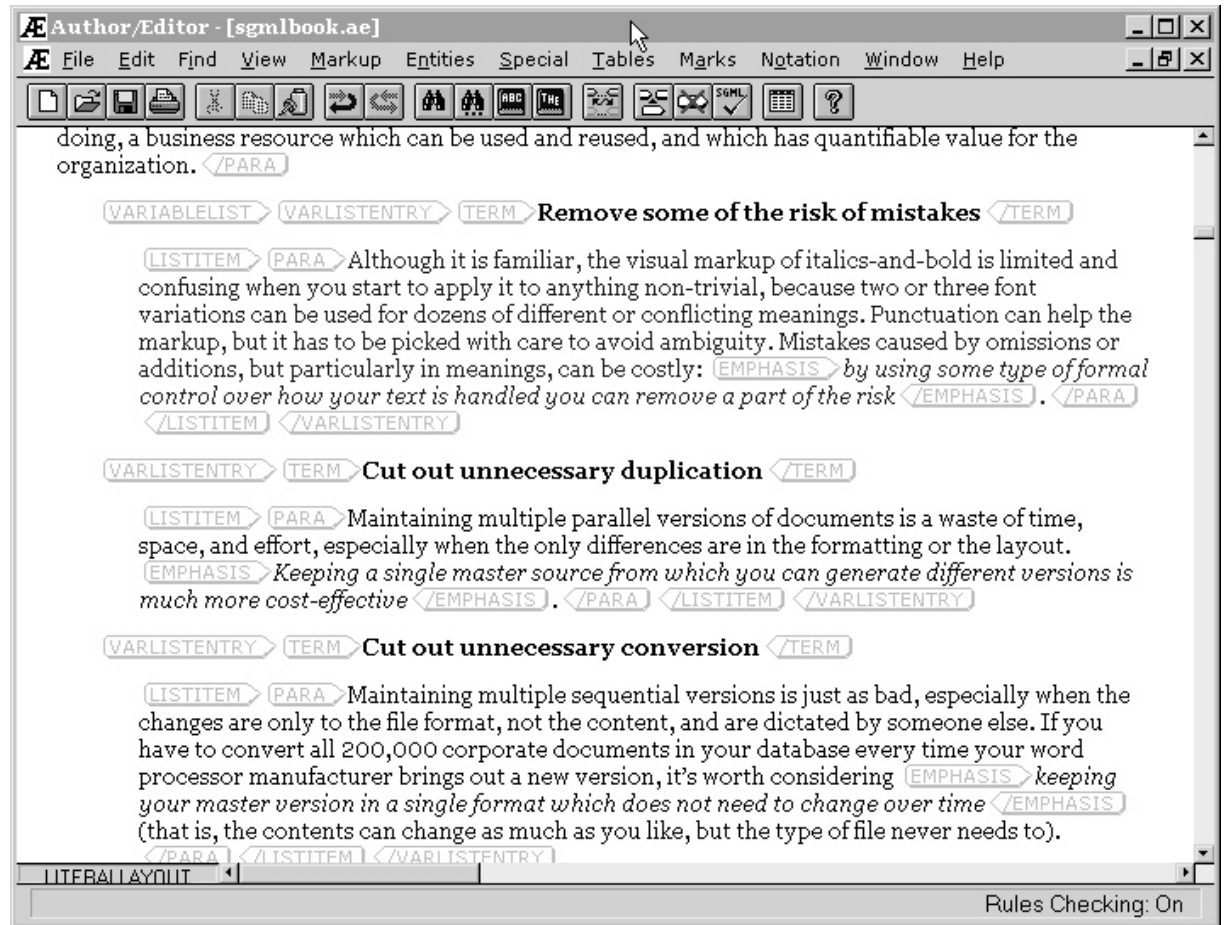 Æ Author/Editor - [sgmlbook.ae]
Æ File Edit Find View Markup Entities Special Tables Marks Notation Window Help
ABC THE SGML ?
doing, a business resource which can be used and reused, and which has quantifiable value for the
organization. /PARA
VARIABLELIST VARLISTENTRY TERM Remove some of the risk of mistakes /TERM
LISTITEM PARA Although it is familiar, the visual markup of italics-and-bold is limited and
confusing when you start to apply it to anything non-trivial, because two or three font
variations can be used for dozens of different or conflicting meanings. Punctuation can help the
markup, but it has to be picked with care to avoid ambiguity. Mistakes caused by omissions or
additions, but particularly in meanings, can be costly: EMPHASIS by using some type of formal
control over how your text is handled you can remove a part of the risk /EMPHASIS . /PARA
/LISTITEM /VARLISTENTRY
VARLISTENTRY TERM Cut out unnecessary duplication /TERM
LISTITEM PARA Maintaining multiple parallel versions of documents is a waste of time,
space, and effort, especially when the only differences are in the formatting or the layout.
EMPHASIS Keeping a single master source from which you can generate different versions is
much more cost-effective /EMPHASIS . /PARA /LISTITEM /VARLISTENTRY
VARLISTENTRY TERM Cut out unnecessary conversion /TERM
LISTITEM PARA Maintaining multiple sequential versions is just as bad, especially when the
changes are only to the file format, not the content, and are dictated by someone else. If you
have to convert all 200,000 corporate documents in your database every time your word
processor manufacturer brings out a new version, it's worth considering EMPHASIS keeping
your master version in a single format which does not need to change over time /EMPHASIS
(that is, the contents can change as much as you like, but the type of file never needs to).
/PARA /LISTITEM /VARLISTENTRY
LITERALLAYOUT
Rules Checking: On